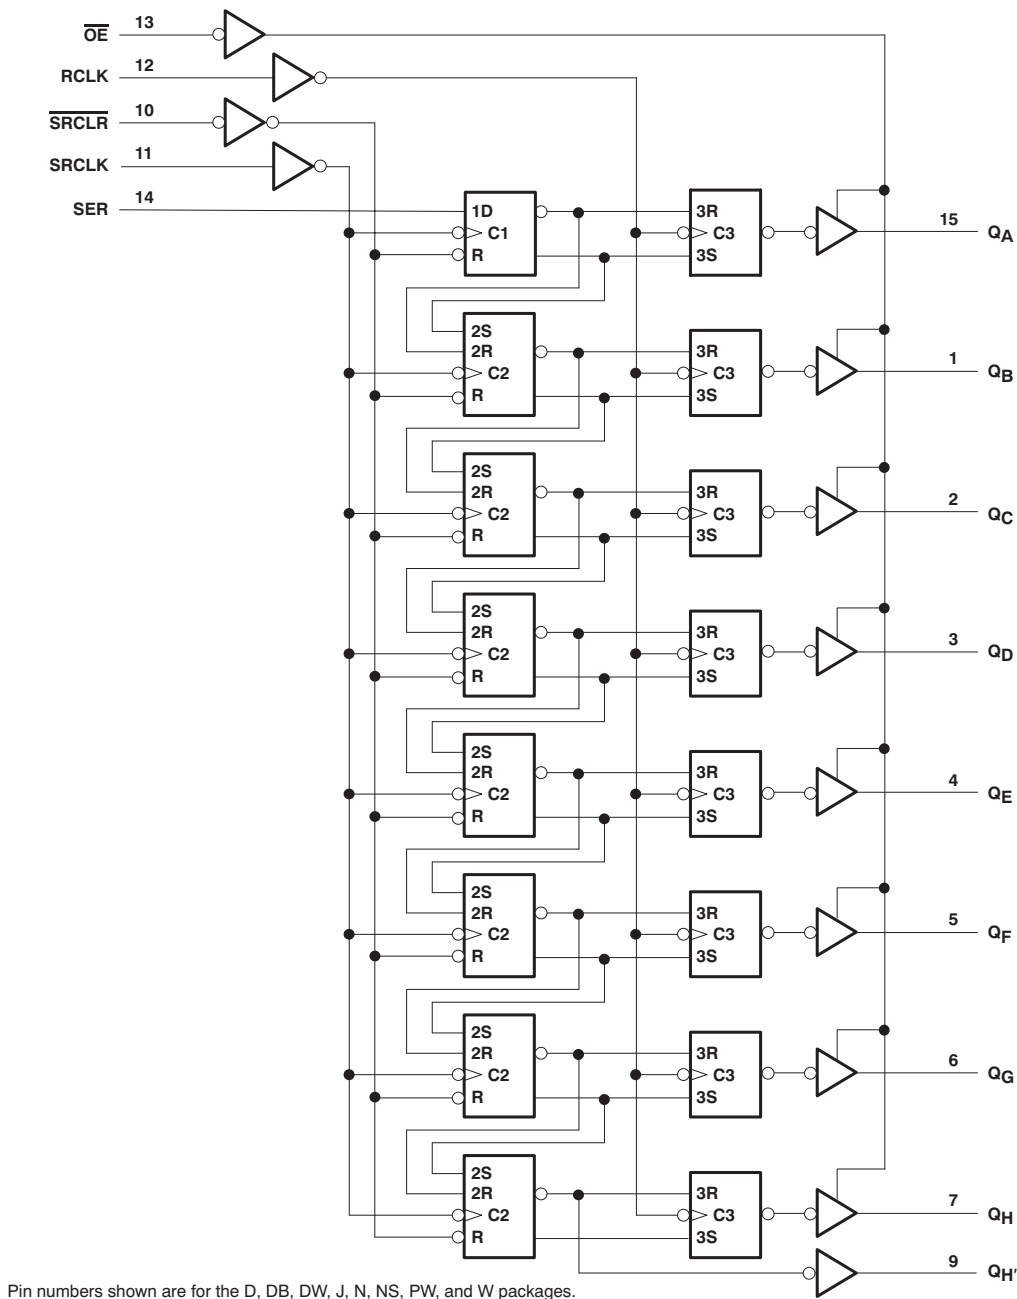 OE 13
RCLK 12
SRCLR 10
SRCLK 11
SER 14
1D
C1
R
3R
C3
3S
15 QA
2S
2R
C2
R
3R
C3
3S
1 QB
2S
2R
C2
R
3R
C3
3S
2 QC
2S
2R
C2
R
3R
C3
3S
3 QD
2S
2R
C2
R
3R
C3
3S
4 QE
2S
2R
C2
R
3R
C3
3S
5 QF
2S
2R
C2
R
3R
C3
3S
6 QG
2S
2R
C2
R
3R
C3
3S
7 QH
9 QH'
Pin numbers shown are for the D, DB, DW, J, N, NS, PW, and W packages.